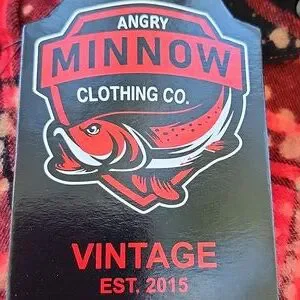 ANGRY
MINNOW
CLOTHING CO.
VINTAGE
EST. 2015